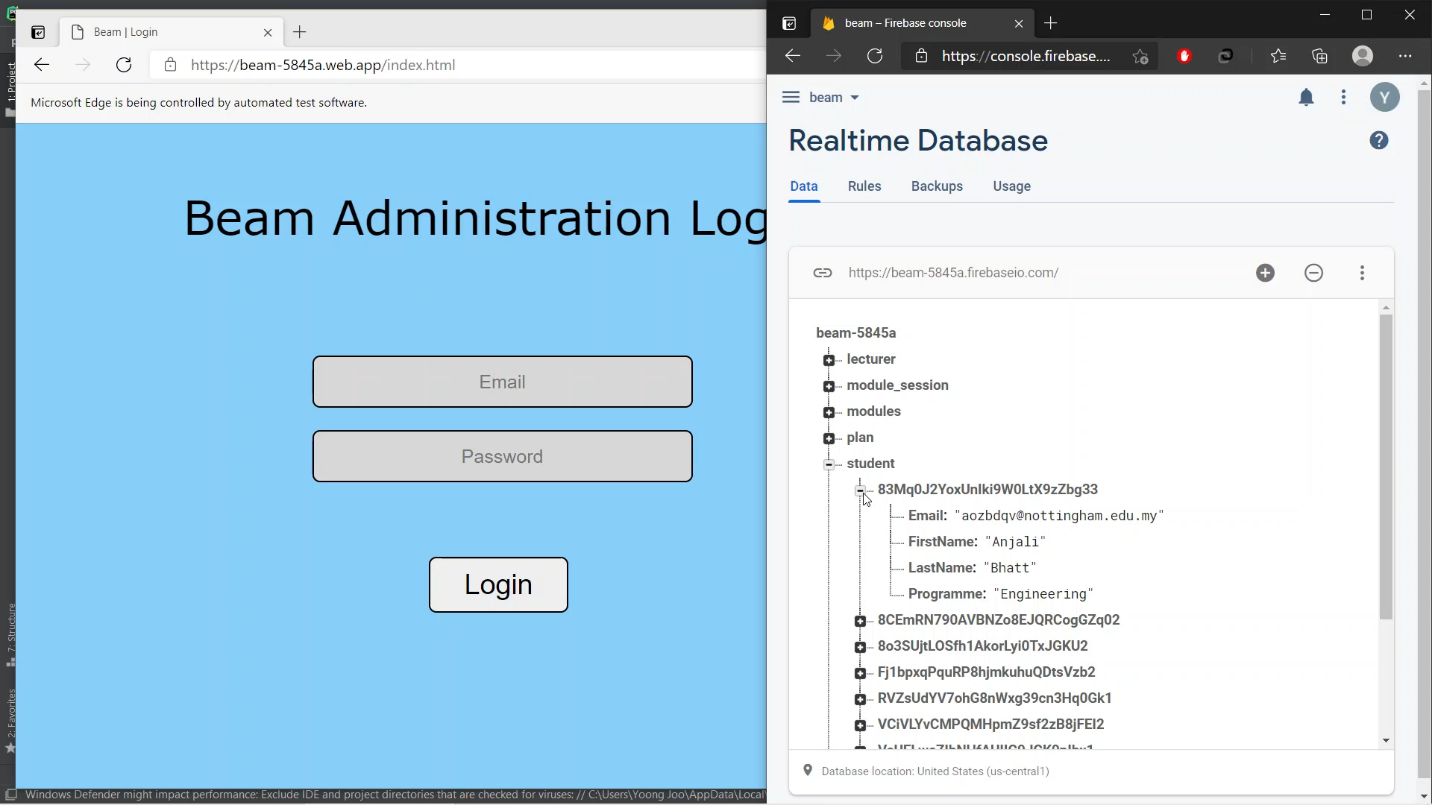 Beam | Login
https://beam-5845a.web.app/index.html
Microsoft Edge is being controlled by automated test software.
Beam Administration Log
Email
Password
Login
1: Project
7: Structure
2: Favorites
Windows Defender might impact performance: Exclude IDE and project directories that are checked for viruses: // C:\Users\Yoong Joo\AppData\Local
beam – Firebase console
https://console.firebase....
beam
Y
Realtime Database
Data Rules Backups Usage
https://beam-5845a.firebaseio.com/
beam-5845a
lecturer
module_session
modules
plan
student
83Mq0J2YoxUnIki9W0LtX9zZbg33
Email: "aozbdqv@nottingham.edu.my"
FirstName: "Anjali"
LastName: "Bhatt"
Programme: "Engineering"
8CEmRN790AVBNZo8EJQRCogGZq02
8o3SUjtLOSfh1AkorLyi0TxJGKU2
Fj1bpxqPquRP8hjmkuhuQDtsVzb2
RVZsUdYV7ohG8nWxg39cn3Hq0Gk1
VCiVLYvCMPQMHpmZ9sf2zB8jFEI2
Database location: United States (us-central1)